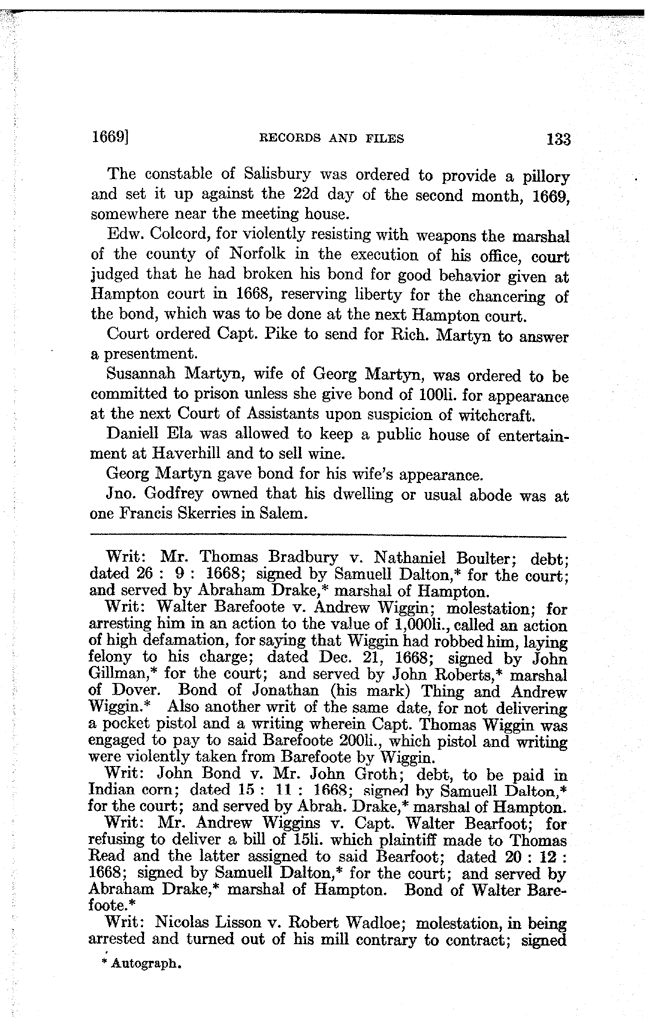 1669] RECORDS AND FILES 133
The constable of Salisbury was ordered to provide a pillory
and set it up against the 22d day of the second month, 1669,
somewhere near the meeting house.
Edw. Colcord, for violently resisting with weapons the marshal
of the county of Norfolk in the execution of his office, court
judged that he had broken his bond for good behavior given at
Hampton court in 1668, reserving liberty for the chancering of
the bond, which was to be done at the next Hampton court.
Court ordered Capt. Pike to send for Rich. Martyn to answer
a presentment.
Susannah Martyn, wife of Georg Martyn, was ordered to be
committed to prison unless she give bond of 100li. for appearance
at the next Court of Assistants upon suspicion of witchcraft.
Daniell Ela was allowed to keep a public house of entertain-
ment at Haverhill and to sell wine.
Georg Martyn gave bond for his wife's appearance.
Jno. Godfrey owned that his dwelling or usual abode was at
one Francis Skerries in Salem.
Writ: Mr. Thomas Bradbury v. Nathaniel Boulter; debt;
dated 26 : 9 : 1668; signed by Samuell Dalton,* for the court;
and served by Abraham Drake,* marshal of Hampton.
Writ: Walter Barefoote v. Andrew Wiggin; molestation; for
arresting him in an action to the value of 1,000li., called an action
of high defamation, for saying that Wiggin had robbed him, laying
felony to his charge; dated Dec. 21, 1668; signed by John
Gillman,* for the court; and served by John Roberts,* marshal
of Dover. Bond of Jonathan (his mark) Thing and Andrew
Wiggin.* Also another writ of the same date, for not delivering
a pocket pistol and a writing wherein Capt. Thomas Wiggin was
engaged to pay to said Barefoote 200li., which pistol and writing
were violently taken from Barefoote by Wiggin.
Writ: John Bond v. Mr. John Groth; debt, to be paid in
Indian corn; dated 15 : 11 : 1668; signed by Samuell Dalton,*
for the court; and served by Abrah. Drake,* marshal of Hampton.
Writ: Mr. Andrew Wiggins v. Capt. Walter Bearfoot; for
refusing to deliver a bill of 15li. which plaintiff made to Thomas
Read and the latter assigned to said Bearfoot; dated 20 : 12 :
1668; signed by Samuell Dalton,* for the court; and served by
Abraham Drake,* marshal of Hampton. Bond of Walter Bare-
foote.*
Writ: Nicolas Lisson v. Robert Wadloe; molestation, in being
arrested and turned out of his mill contrary to contract; signed
* Autograph.